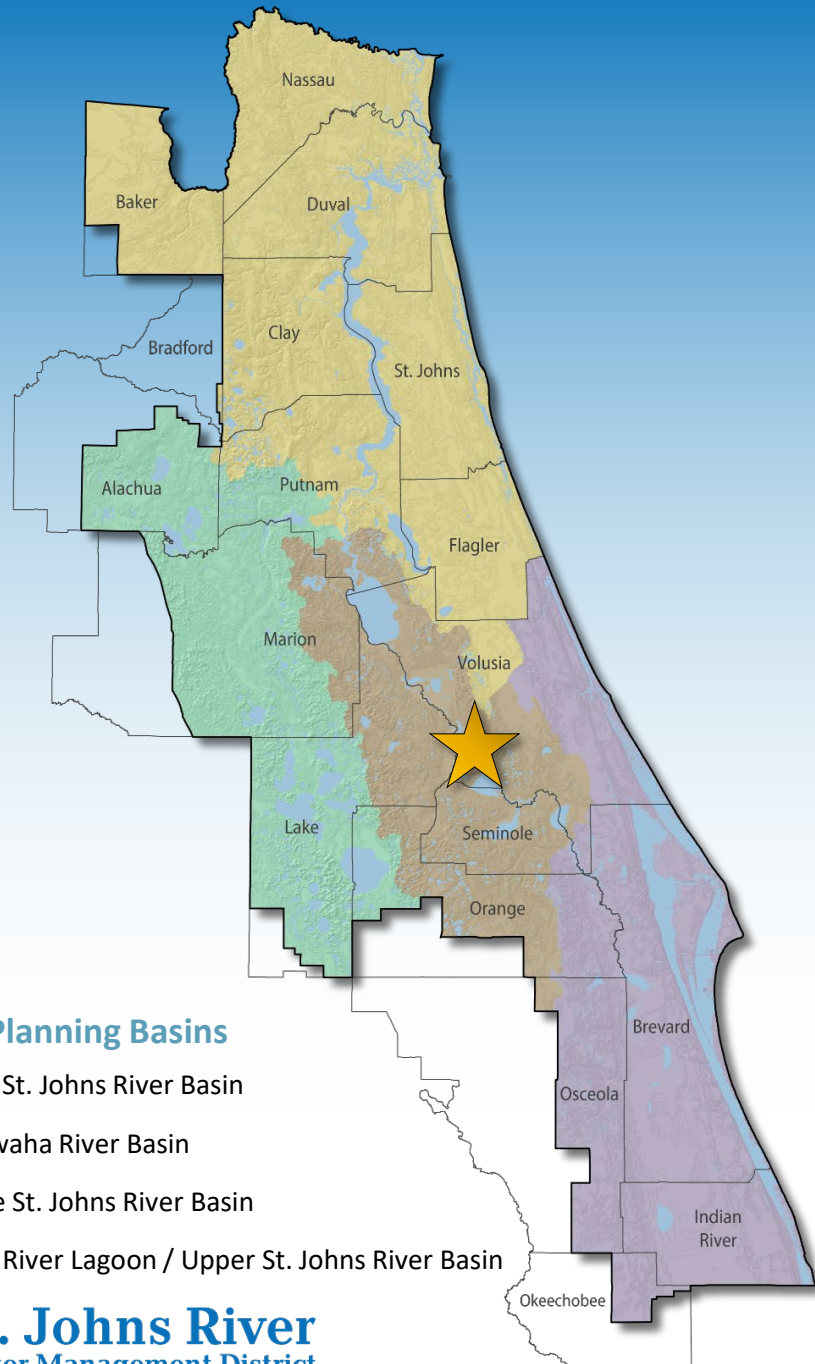 Nassau
Baker
Duval
Clay
Bradford
St. Johns
Alachua
Putnam
Flagler
Marion
Volusia
Lake
Seminole
Orange
Planning Basins
St. Johns River Basin
River Basin
St. Johns River Basin
River Lagoon / Upper St. Johns River Basin
Brevard
Osceola
Indian
River
Okeechobee
. Johns River
Management District